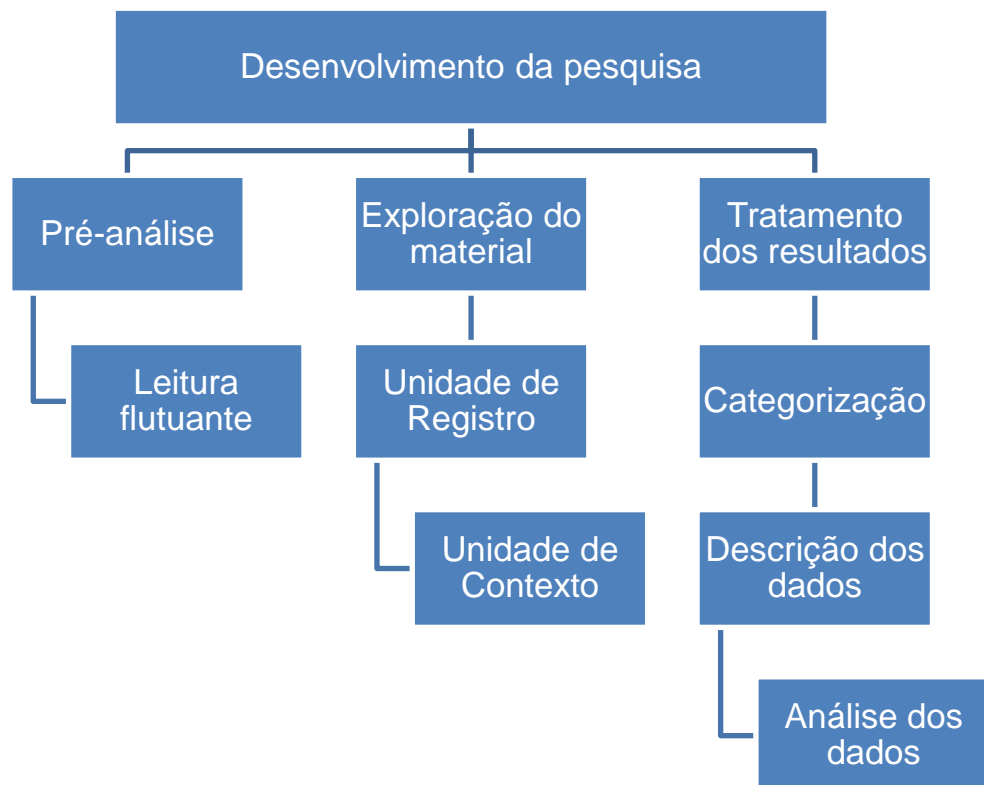 Desenvolvimento da pesquisa
Pré-análise
Leitura
flutuante
Exploração do
material
Unidade de
Registro
Unidade de
Contexto
Tratamento
dos resultados
Categorização
Descrição dos
dados
Análise dos
dados